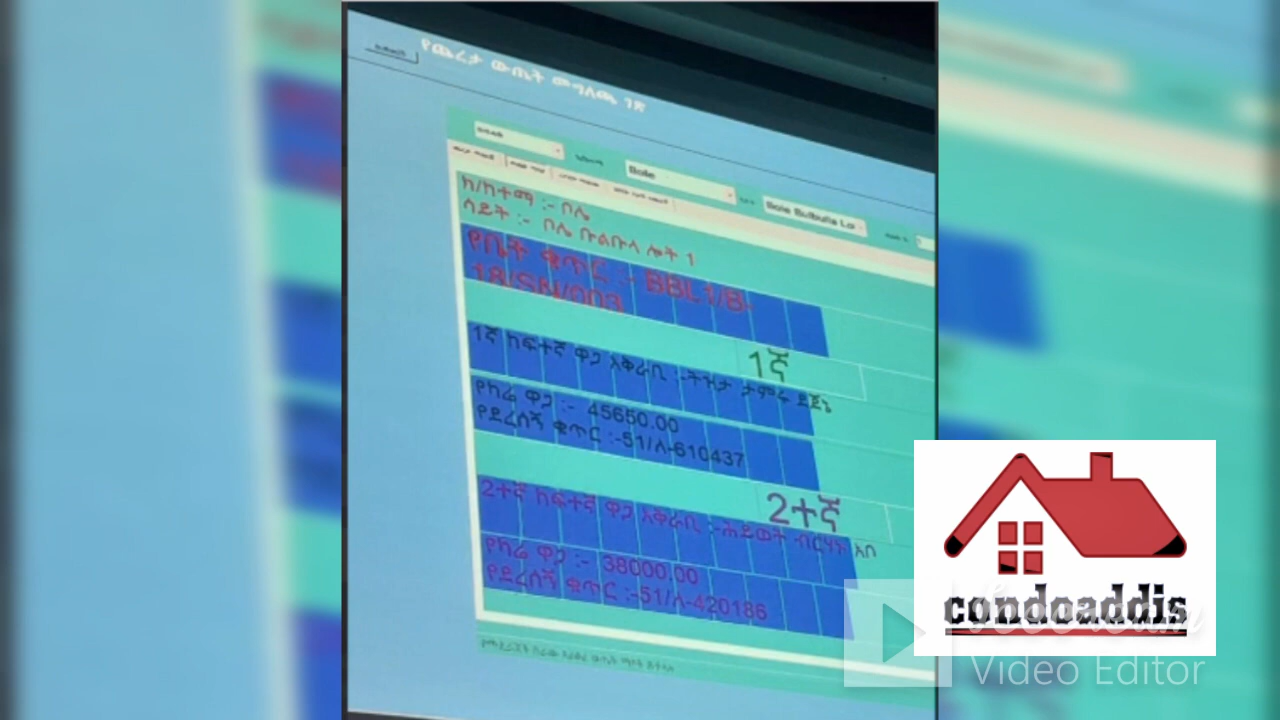 የጨረታ ውጤት መግለጫ ገጽ
Bole
Bole Bulbula Lo
ክ/ከተማ :- ቦሌ
ሳይት :- ቦሌ ቡልቡላ ሎት 1
የቤት ቁጥር :- BBL1/B-
18/SN/003
1ኛ
1ኛ ከፍተኛ ዋጋ አቅራቢ :-ትዝታ ታምሩ ደጀኔ
የካሬ ዋጋ :- 45650.00
የደረሰኝ ቁጥር :-51/ለ-610437
2ተኛ
2ተኛ ከፍተኛ ዋጋ አቅራቢ :-ሕይወት ብርሃኑ አበ
የካሬ ዋጋ :- 38000.00
የደረሰኝ ቁጥር :-51/ለ-420186
condoaddis
Video Editor